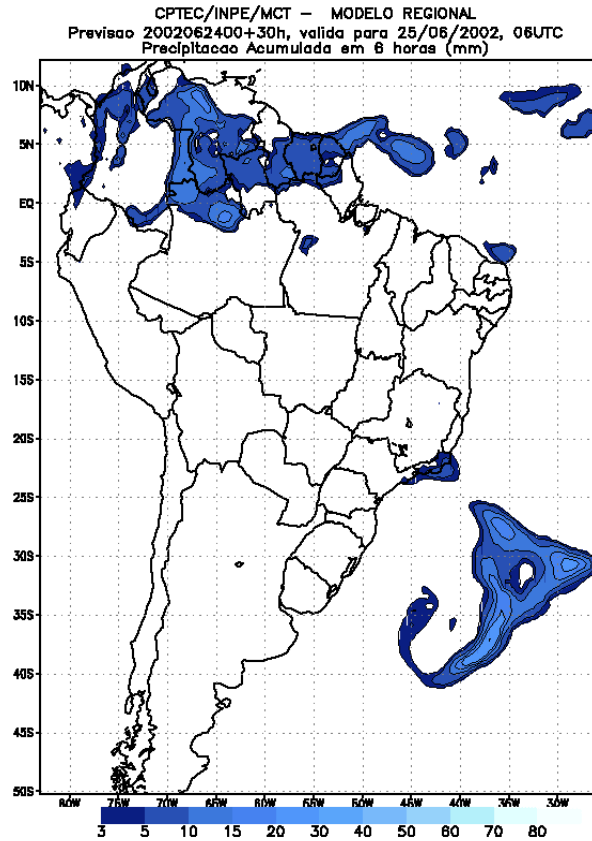 CPTEC/INPE/MCT - MODELO REGIONAL
Previsao 2002062400+30h, valida para 25/06/2002, 06UTC
Precipitacao Acumulada em 6 horas (mm)
10N
5N
EQ
5S
10S
15S
20S
25S
30S
35S
40S
45S
50S
80W 75W 70W 65W 60W 55W 50W 45W 40W 35W 30W
3 5 10 15 20 30 40 50 60 70 80